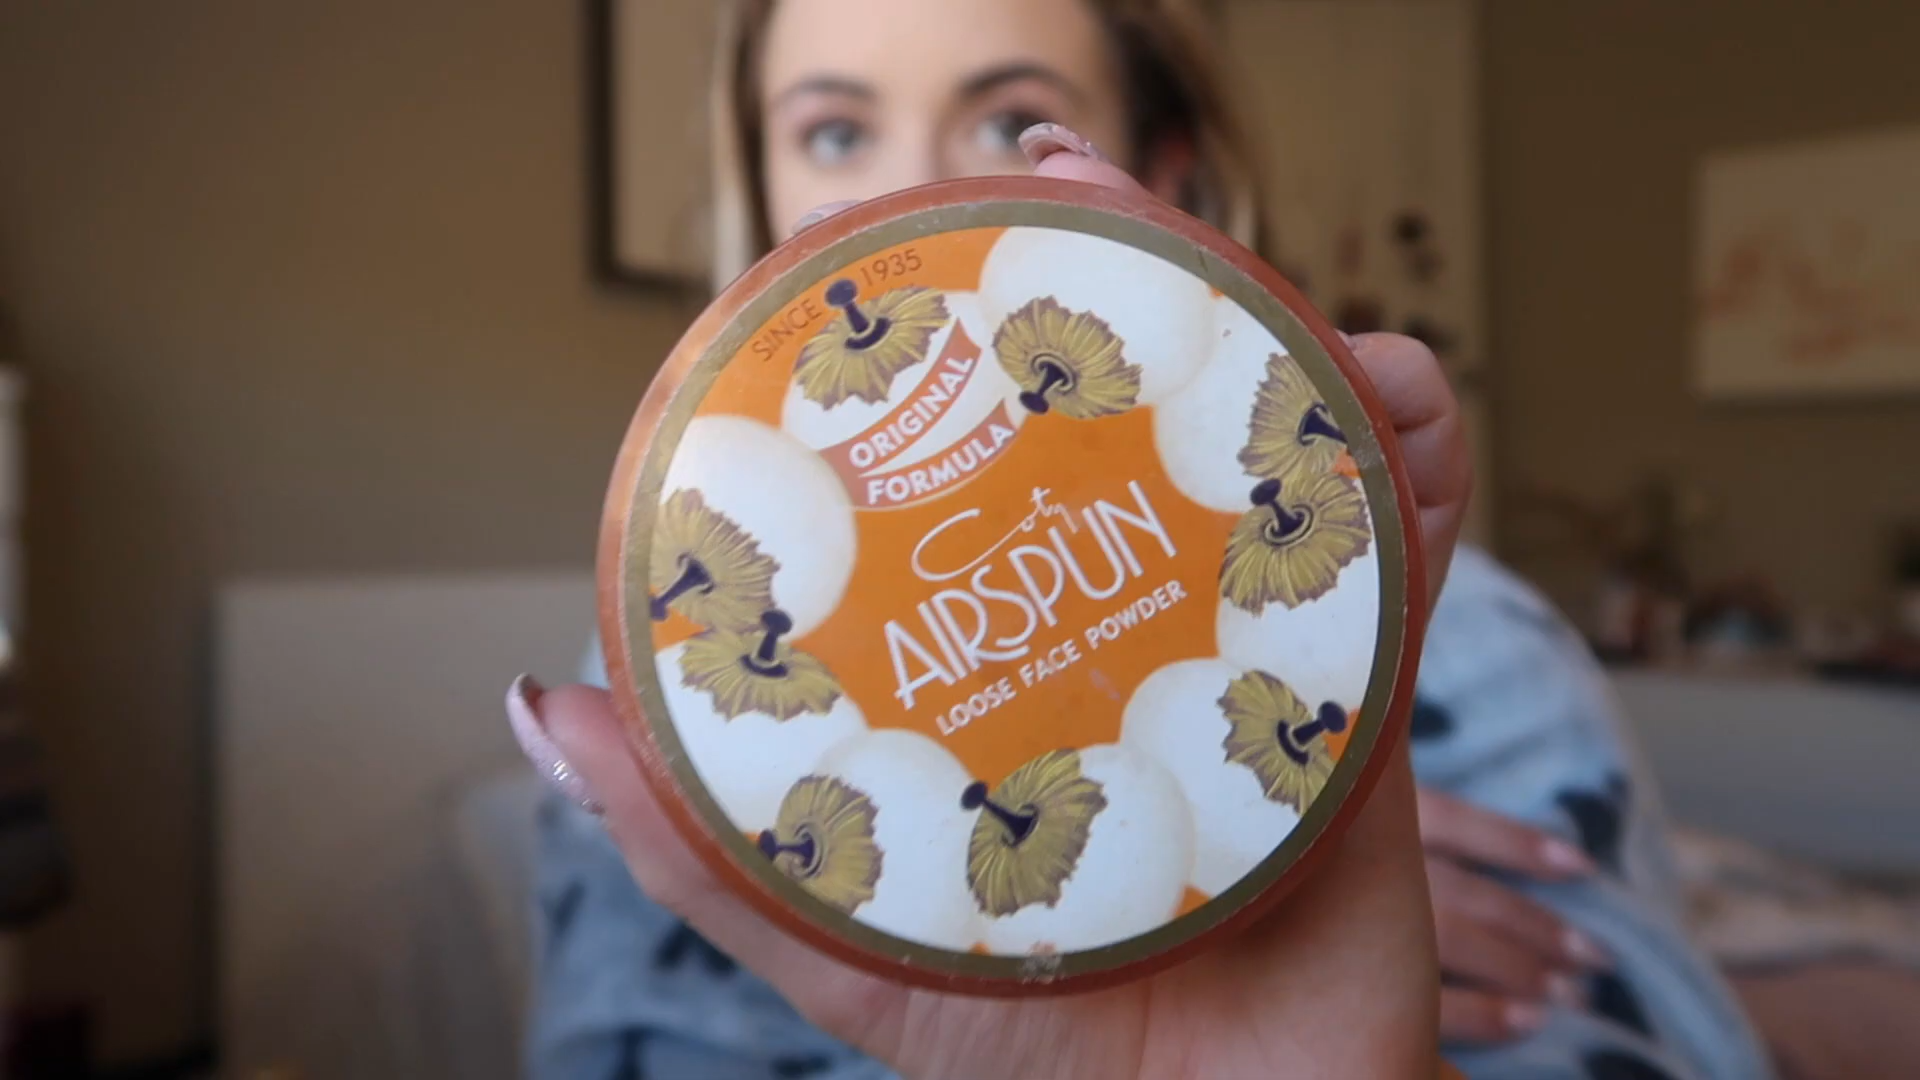 SINCE 1935
ORIGINAL
FORMULA
Coty
AIRSPUN
LOOSE FACE POWDER